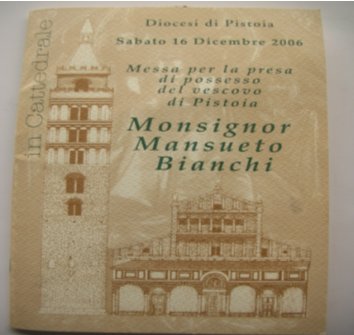 in Cattedrale
Diocesi di Pistoia
Sabato 16 Dicembre 2006
Messa per la presa
di possesso
del vescovo
di Pistoia
Monsignor
Mansueto
Bianchi